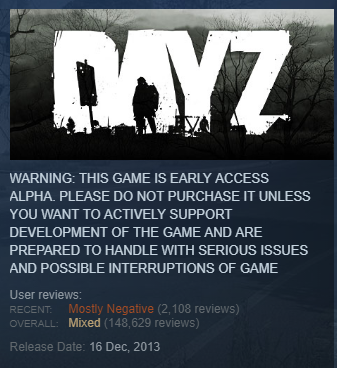 DAYZ
WARNING: THIS GAME IS EARLY ACCESS
ALPHA. PLEASE DO NOT PURCHASE IT UNLESS
YOU WANT TO ACTIVELY SUPPORT
DEVELOPMENT OF THE GAME AND ARE
PREPARED TO HANDLE WITH SERIOUS ISSUES
AND POSSIBLE INTERRUPTIONS OF GAME
User reviews:
RECENT: Mostly Negative (2,108 reviews)
OVERALL: Mixed (148,629 reviews)
Release Date: 16 Dec, 2013